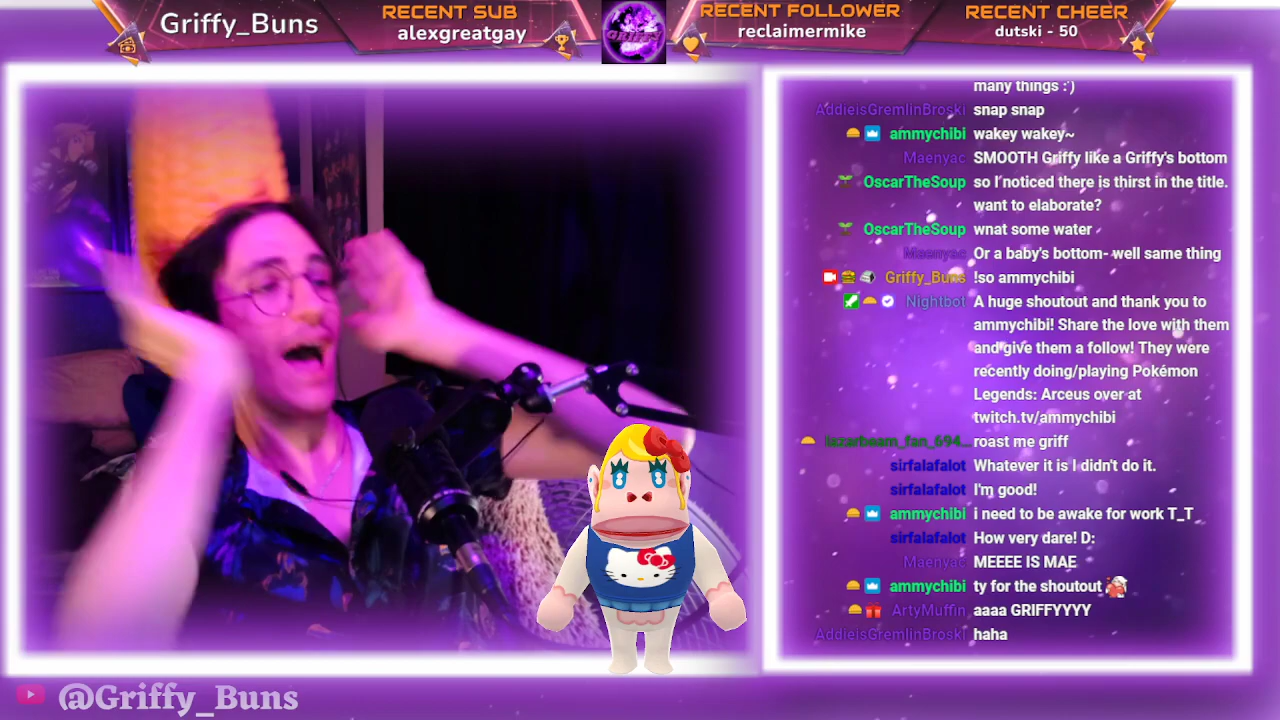 Griffy_Buns
RECENT SUB
alexgreatgay
GRIFFY
RECENT FOLLOWER
reclaimermike
RECENT CHEER
dutski - 50
many things :')
AddieisGremlinBroski snap snap
ammychibi wakey wakey~
Maenyac SMOOTH Griffy like a Griffy's bottom
OscarTheSoup so I noticed there is thirst in the title.
want to elaborate?
OscarTheSoup wnat some water
Maenyac Or a baby's bottom- well same thing
Griffy_Buns !so ammychibi
Nightbot A huge shoutout and thank you to
ammychibi! Share the love with them
and give them a follow! They were
recently doing/playing Pokémon
Legends: Arceus over at
twitch.tv/ammychibi
lazarbeam_fan_694... roast me griff
sirfalafalot Whatever it is I didn't do it.
sirfalafalot I'm good!
ammychibi i need to be awake for work T_T
sirfalafalot How very dare! D:
Maenyac MEEEE IS MAE
ammychibi ty for the shoutout
ArtyMuffin aaaa GRIFFYYYY
AddieisGremlinBroski haha
@Griffy_Buns